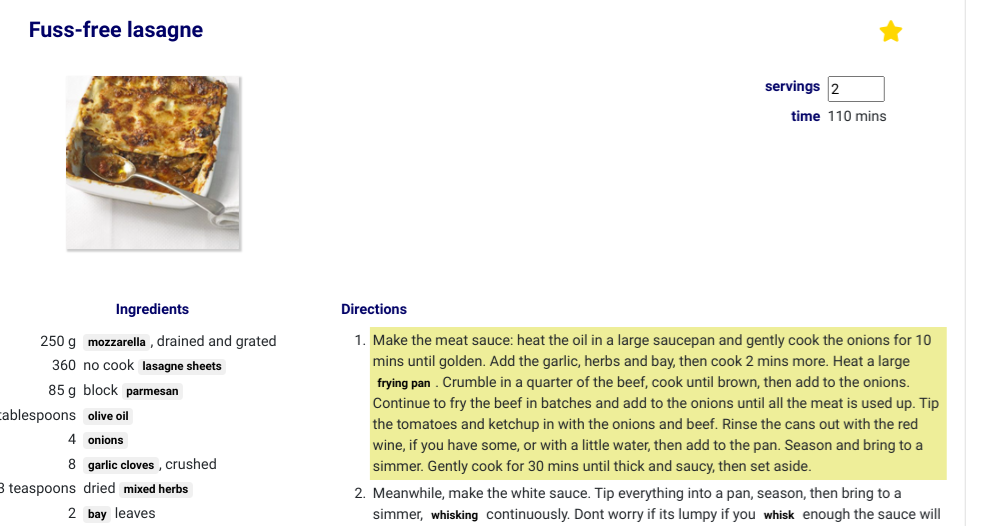 Fuss-free lasagne
servings 2
time 110 mins
Ingredients
250 g mozzarella , drained and grated
360 no cook lasagne sheets
85 g block parmesan
tablespoons olive oil
4 onions
8 garlic cloves , crushed
3 teaspoons dried mixed herbs
2 bay leaves
Directions
1. Make the meat sauce: heat the oil in a large saucepan and gently cook the onions for 10
mins until golden. Add the garlic, herbs and bay, then cook 2 mins more. Heat a large
frying pan . Crumble in a quarter of the beef, cook until brown, then add to the onions.
Continue to fry the beef in batches and add to the onions until all the meat is used up. Tip
the tomatoes and ketchup in with the onions and beef. Rinse the cans out with the red
wine, if you have some, or with a little water, then add to the pan. Season and bring to a
simmer. Gently cook for 30 mins until thick and saucy, then set aside.
2. Meanwhile, make the white sauce. Tip everything into a pan, season, then bring to a
simmer, whisking continuously. Dont worry if its lumpy if you whisk enough the sauce will